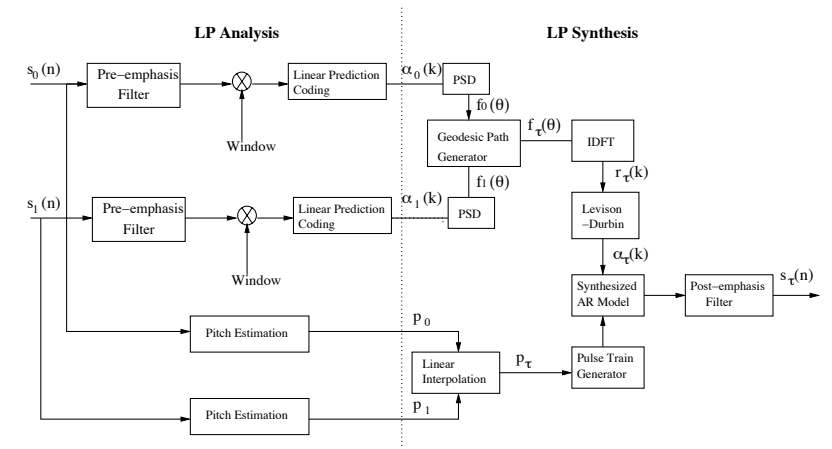 LP Analysis
LP Synthesis
s0(n)
Pre−emphasis
Filter
Window
Linear Prediction
Coding
α0(k)
PSD
f0(θ)
Geodesic Path
Generator
fτ(θ)
IDFT
rτ(k)
f1(θ)
s1(n)
Pre−emphasis
Filter
Window
Linear Prediction
Coding
α1(k)
PSD
Levison
−Durbin
ατ(k)
Synthesized
AR Model
Post−emphasis
Filter
sτ(n)
Pitch Estimation
p0
Linear
Interpolation
pτ
Pulse Train
Generator
Pitch Estimation
p1